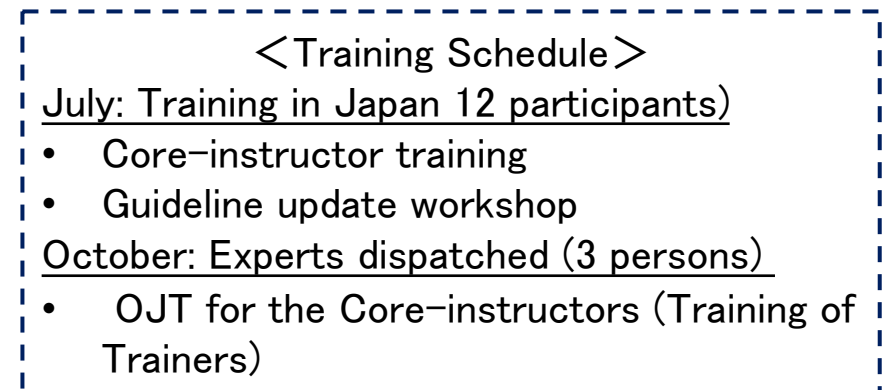 ＜Training Schedule＞
July: Training in Japan 12 participants)
• Core-instructor training
• Guideline update workshop
October: Experts dispatched (3 persons)
• OJT for the Core-instructors (Training of
Trainers)